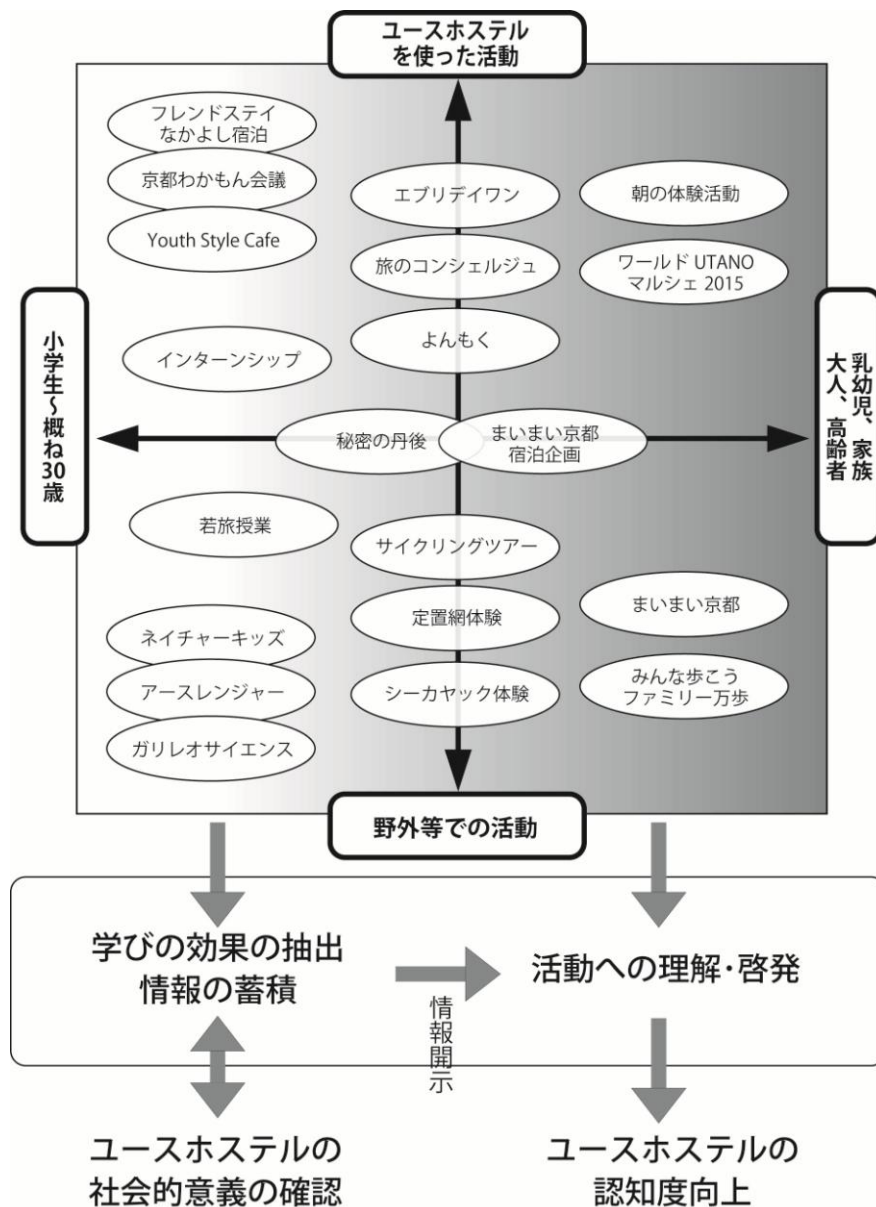 ユースホステル
を使った活動
フレンドステイ
なかよし宿泊
京都わかもん会議
Youth Style Cafe
エブリデイワン
旅のコンシェルジュ
よんもく
朝の体験活動
ワールド UTANO
マルシェ 2015
インターンシップ
小学生～概ね30歳
秘密の丹後
まいまい京都
宿泊企画
乳幼児、家族
大人、高齢者
若旅授業
サイクリングツアー
定置網体験
シーカヤック体験
まいまい京都
みんな歩こう
ファミリー万歩
ネイチャーキッズ
アースレンジャー
ガリレオサイエンス
野外等での活動
学びの効果の抽出
情報の蓄積
情報開示
活動への理解・啓発
ユースホステルの
社会的意義の確認
ユースホステルの
認知度向上